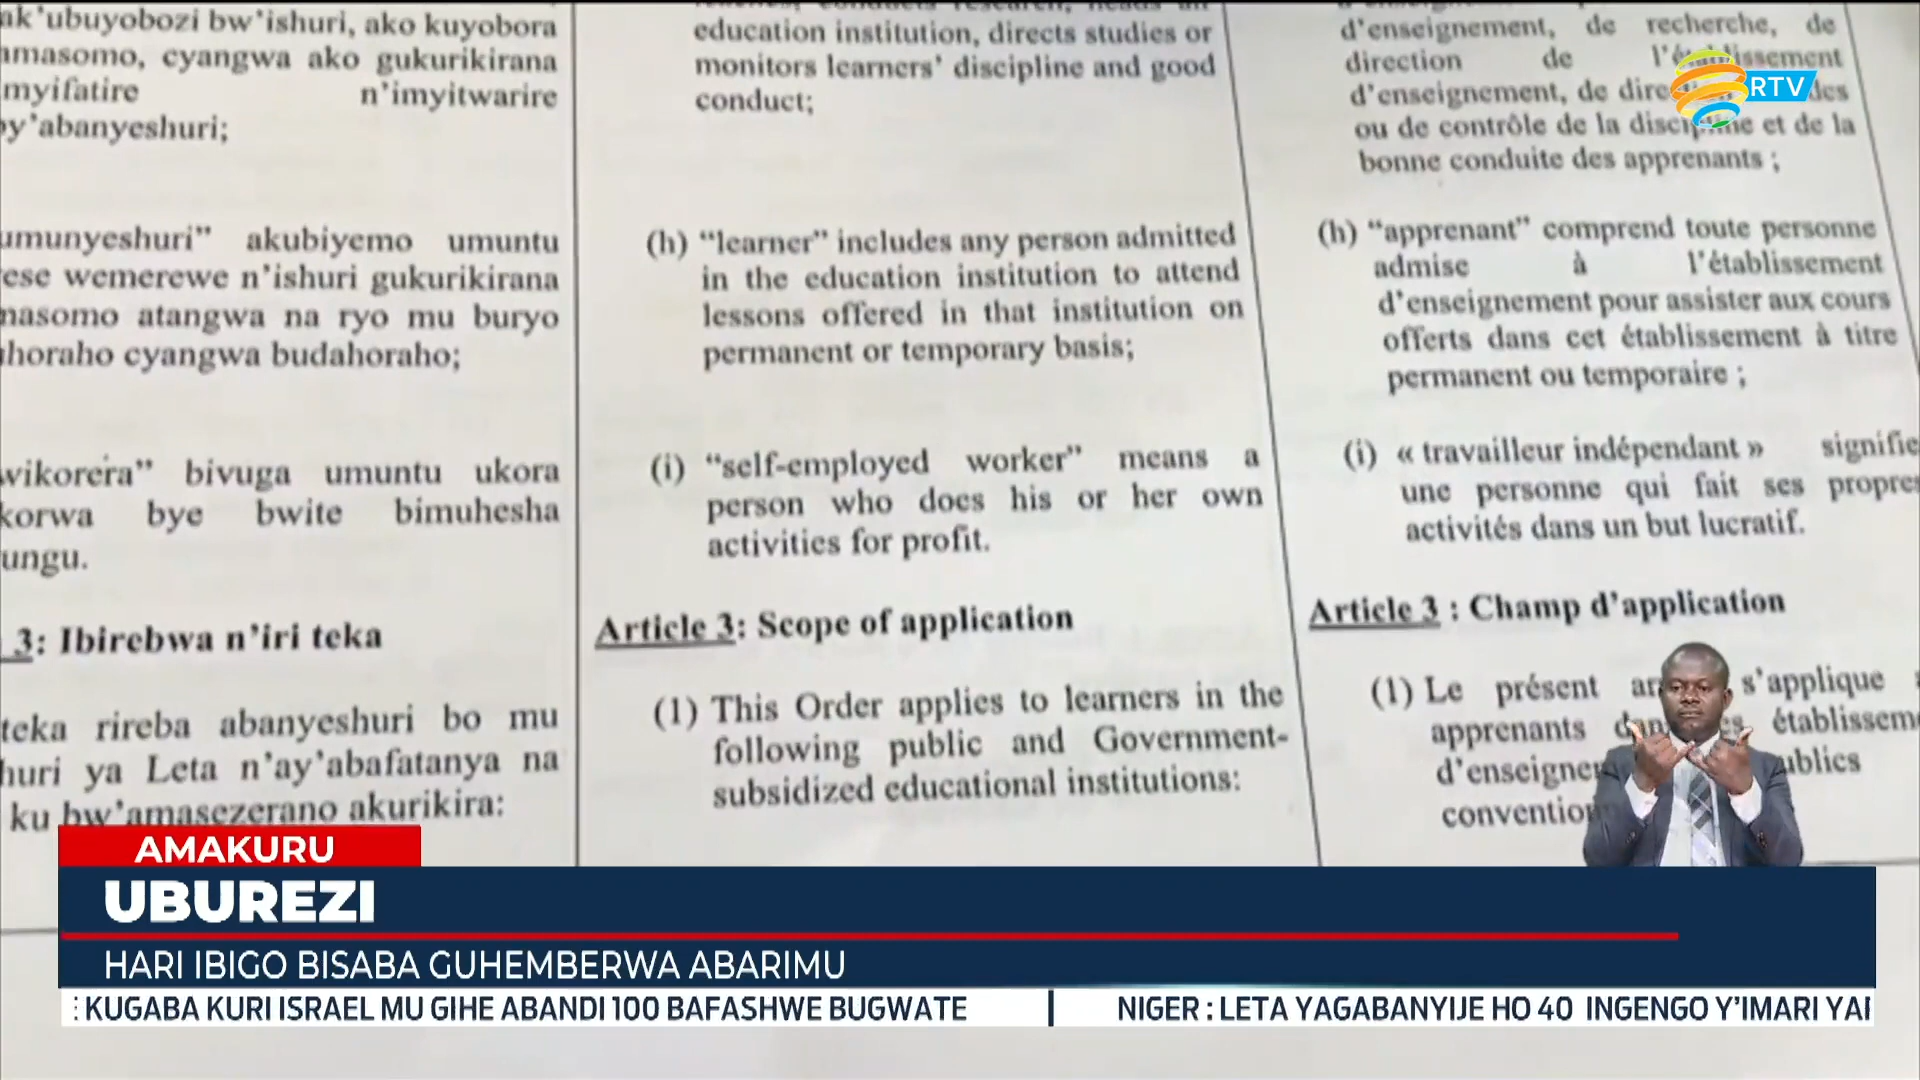 ak'ubuyobozi bw'ishuri, ako kuyobora
amasomo, cyangwa ako gukurikirana
myifatire n'imyitwarire
by'abanyeshuri;
umunyeshuri” akubiyemo umuntu
ese wemerewe n'ishuri gukurikirana
masomo atangwa na ryo mu buryo
horaho cyangwa budahoraho;
wikorera” bivuga umuntu ukora
korwa bye bwite bimuhesha
ungu.
3: Ibirebwa n'iri teka
teka rireba abanyeshuri bo mu
huri ya Leta n'ay'abafatanya na
ku bw'amasezerano akurikira:
education institution, directs studies or
monitors learners' discipline and good
conduct;
(h) “learner” includes any person admitted
in the education institution to attend
lessons offered in that institution on
permanent or temporary basis;
(i) “self-employed worker” means a
person who does his or her own
activities for profit.
Article 3: Scope of application
(1) This Order applies to learners in the
following public and Government-
subsidized educational institutions:
d'enseignement, de recherche, de
direction de l'établissement
d'enseignement, de des
ou de contrôle de la discipline et de la
bonne conduite des apprenants ;
(h) “apprenant” comprend toute personne
admise à l'établissement
d'enseignement pour assister aux cours
offerts dans cet établissement à titre
permanent ou temporaire ;
(i) « travailleur indépendant » signifie
une personne qui fait ses propres
activités dans un but lucratif.
Article 3 : Champ d'application
(1) Le présent s'applique
apprenants établissem
d'enseigne ublics
convention
RTV
AMAKURU
UBUREZI
HARI IBIGO BISABA GUHEMBERWA ABARIMU
: KUGABA KURI ISRAEL MU GIHE ABANDI 100 BAFASHWE BUGWATE | NIGER : LETA YAGABANYIJE HO 40 INGENGO Y'IMARI YA